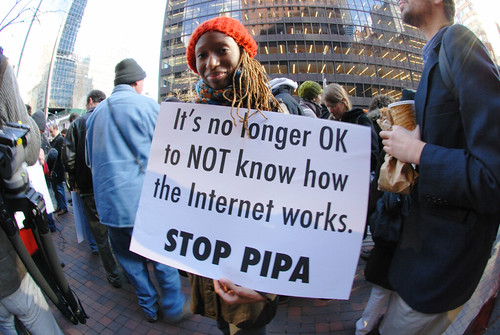 It's no longer OK
to NOT know how
the Internet works.
STOP PIPA